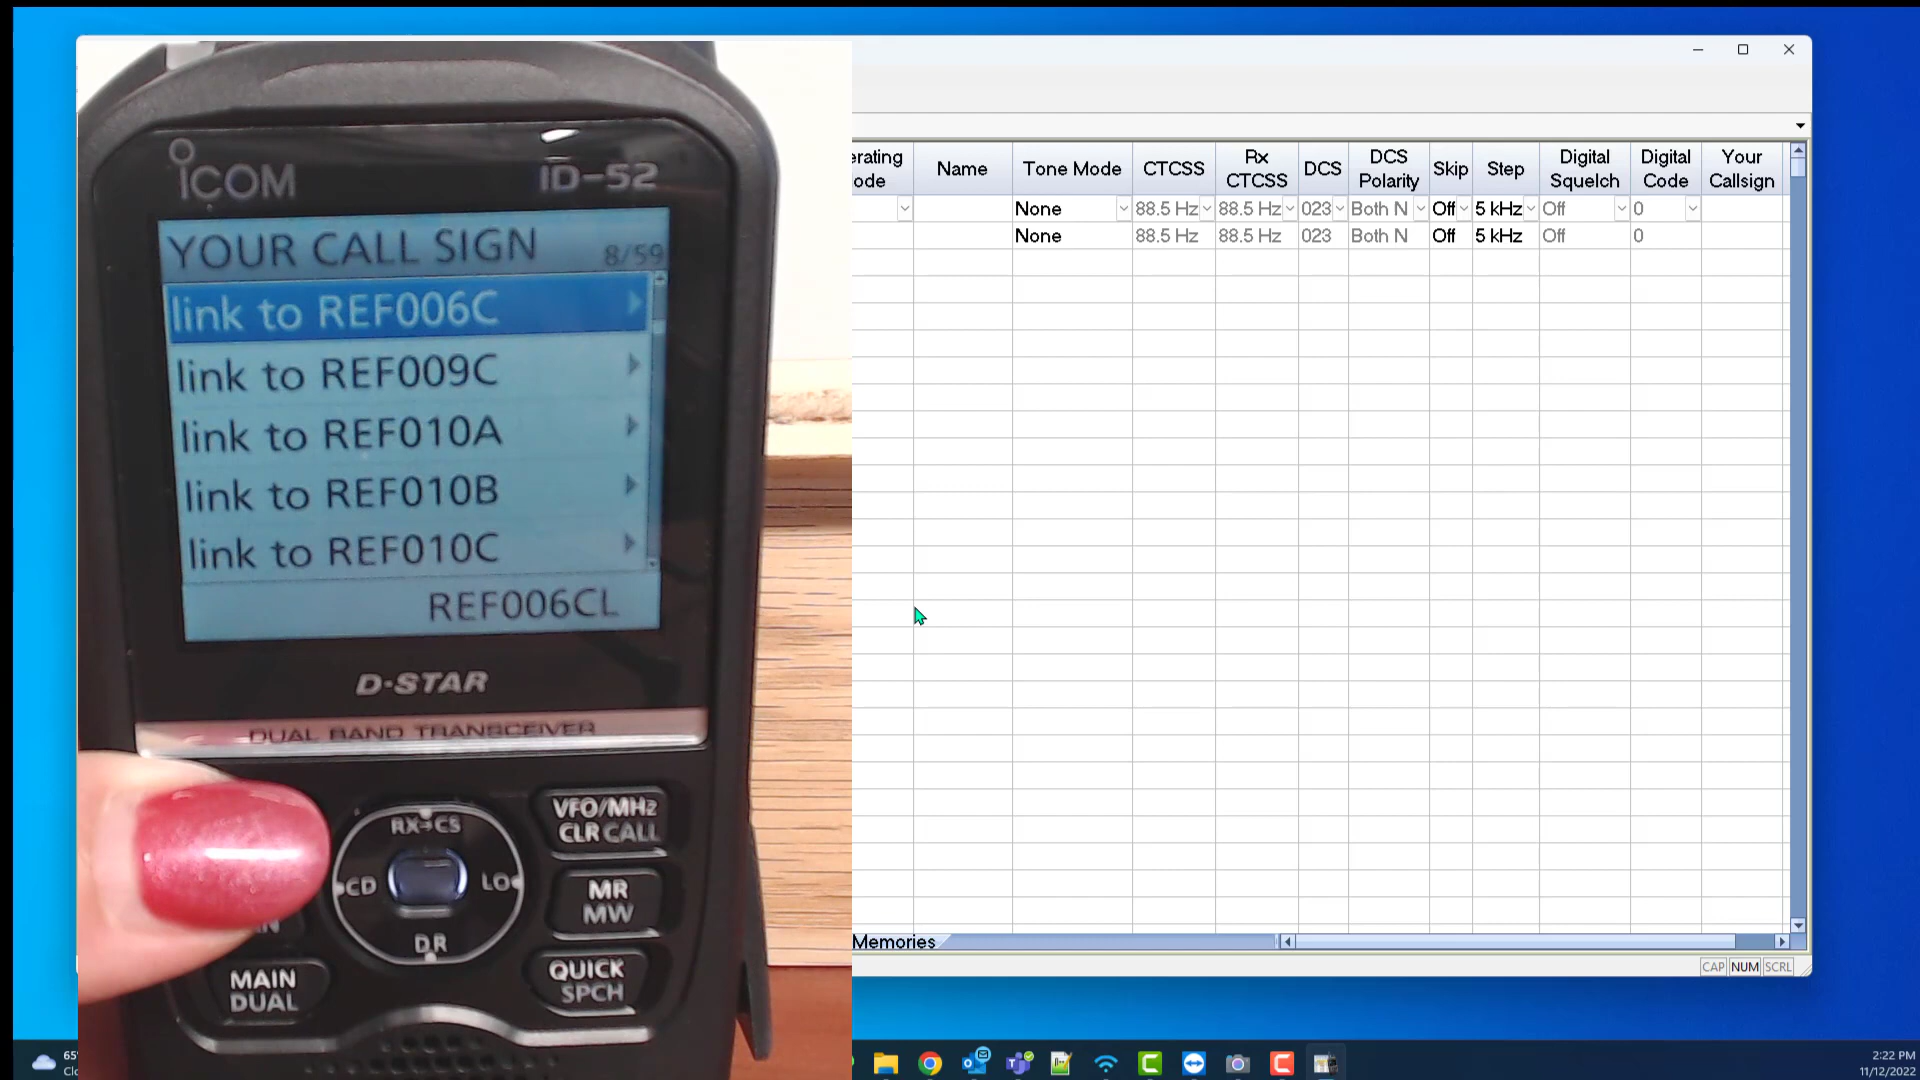 ICOM
ID-52
YOUR CALL SIGN 8/59
link to REF006C
link to REF009C
link to REF010A
link to REF010B
link to REF010C
REF006CL
D-STAR
DUAL BAND TRANSCEIVER
RX→CS
CD
LO
DR
VFO/MHz
CLR CALL
MR
MW
MAIN
DUAL
QUICK
SPCH
erating
ode
Name
Tone Mode
CTCSS
Rx
CTCSS
DCS
DCS
Polarity
Skip
Step
Digital
Squelch
Digital
Code
Your
Callsign
None 88.5 Hz 88.5 Hz 023 Both N Off 5 kHz Off 0
None 88.5 Hz 88.5 Hz 023 Both N Off 5 kHz Off 0
Memories
CAP NUM SCRL
65°
2:22 PM
11/12/2022